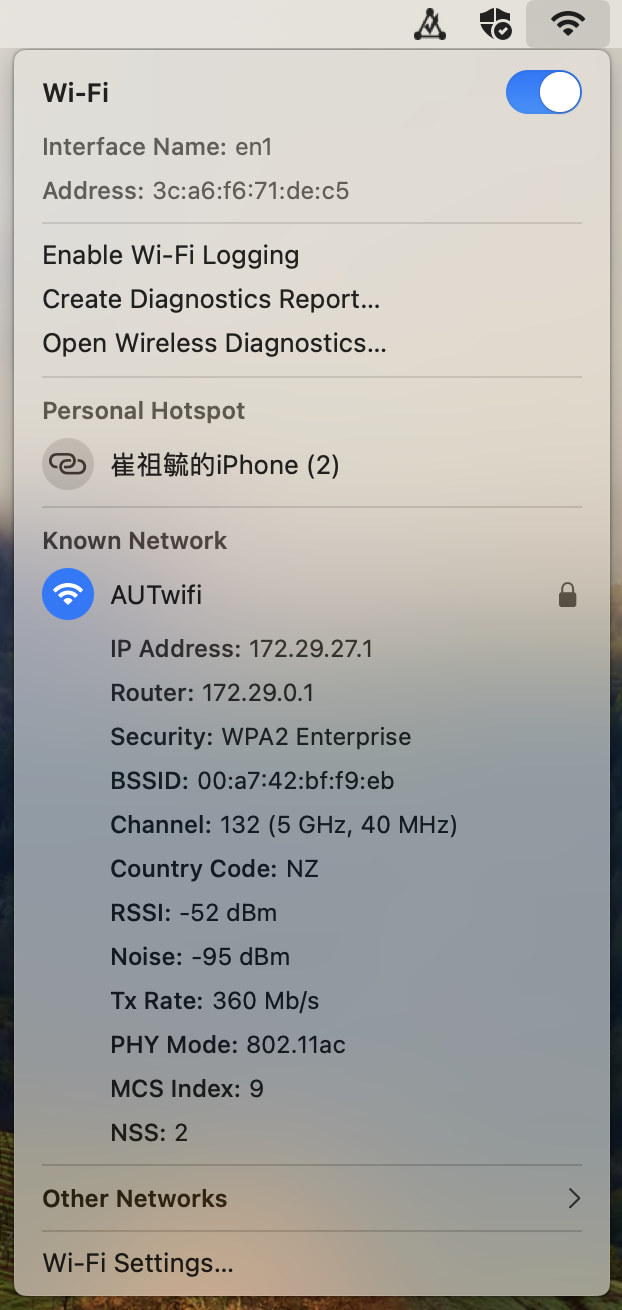 Wi-Fi
Interface Name: en1
Address: 3c:a6:f6:71:de:c5
Enable Wi-Fi Logging
Create Diagnostics Report...
Open Wireless Diagnostics...
Personal Hotspot
崔祖毓的iPhone (2)
Known Network
AUTwifi
IP Address: 172.29.27.1
Router: 172.29.0.1
Security: WPA2 Enterprise
BSSID: 00:a7:42:bf:f9:eb
Channel: 132 (5 GHz, 40 MHz)
Country Code: NZ
RSSI: -52 dBm
Noise: -95 dBm
Tx Rate: 360 Mb/s
PHY Mode: 802.11ac
MCS Index: 9
NSS: 2
Other Networks
Wi-Fi Settings...